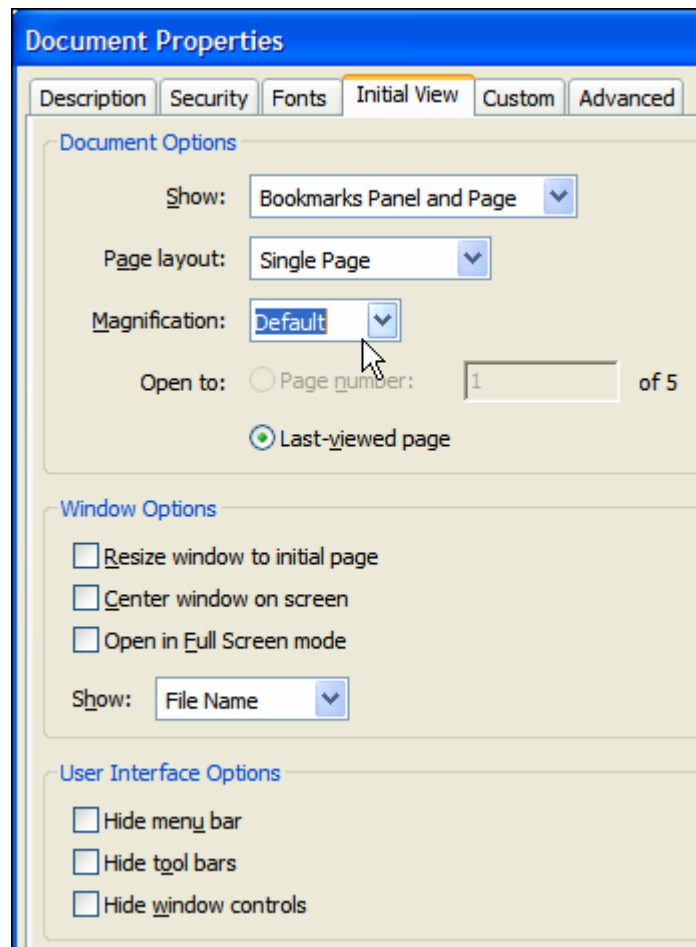 Document Properties
Description Security Fonts Initial View Custom Advanced
Document Options
Show: Bookmarks Panel and Page
Page layout: Single Page
Magnification: Default
Open to: Page number: 1 of 5
Last-viewed page
Window Options
Resize window to initial page
Center window on screen
Open in Full Screen mode
Show: File Name
User Interface Options
Hide menu bar
Hide tool bars
Hide window controls